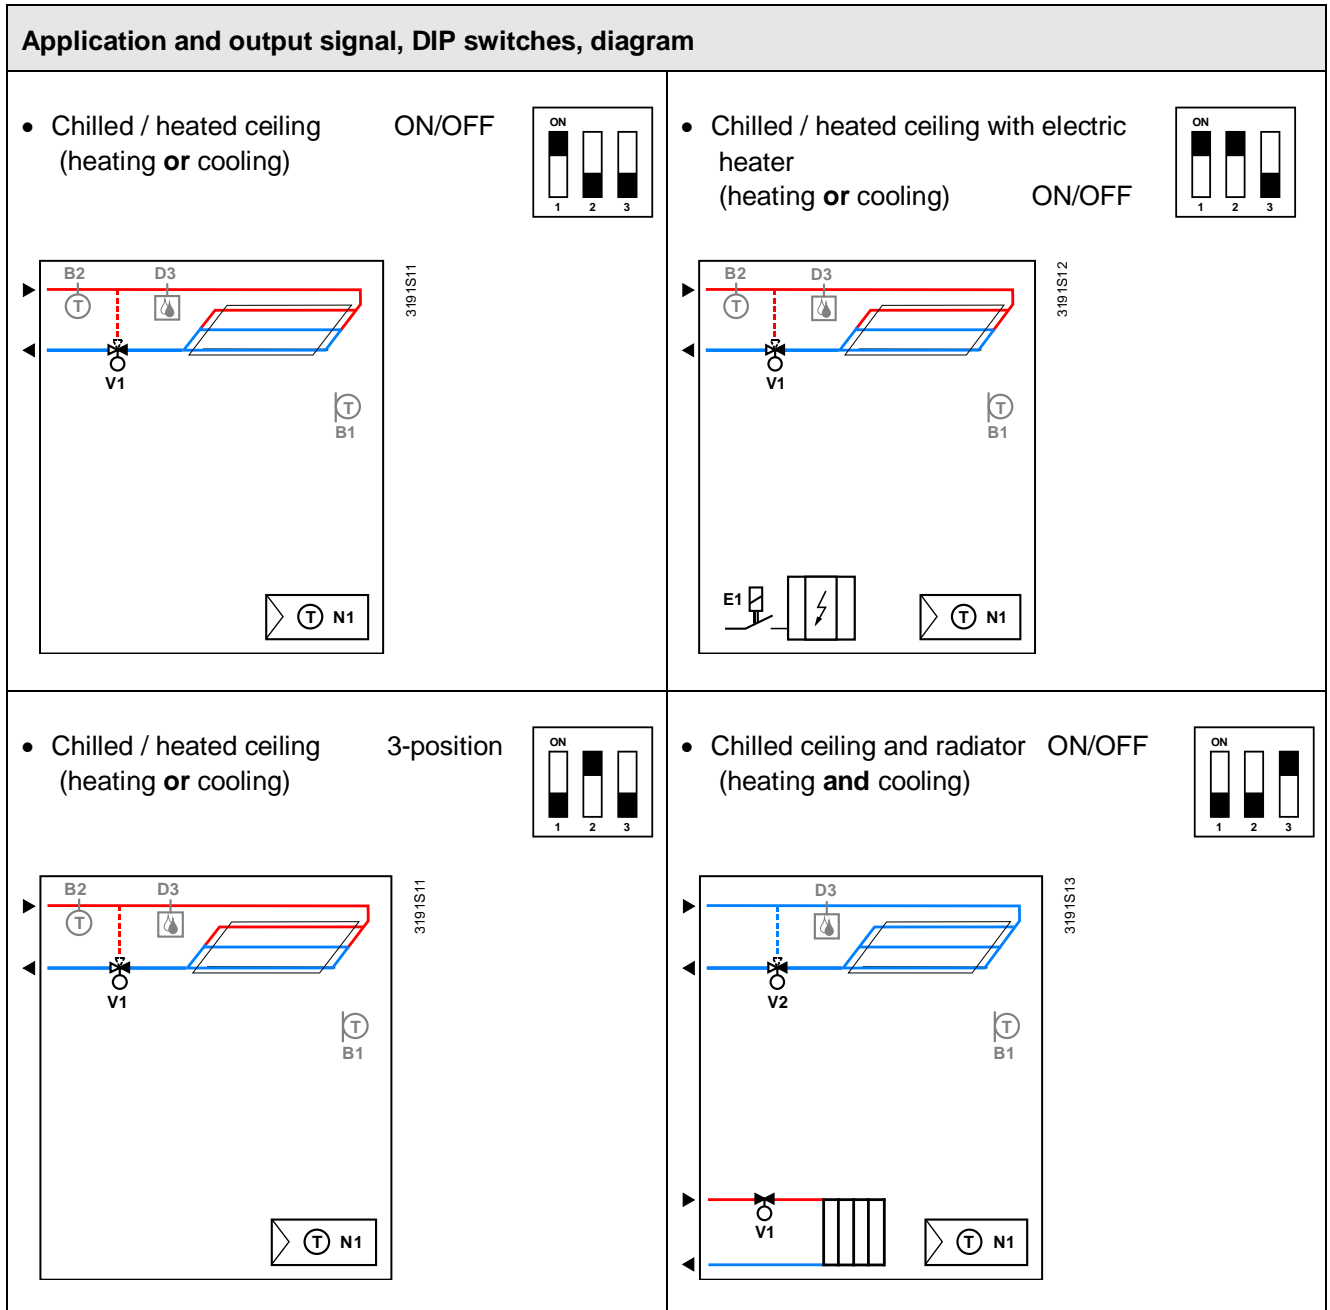 Application and output signal, DIP switches, diagram
• Chilled / heated ceiling ON/OFF
(heating or cooling)
ON
1 2 3
B2 D3
T
V1
T
B1
T N1
3191S11
• Chilled / heated ceiling with electric
heater
(heating or cooling) ON/OFF
ON
1 2 3
B2 D3
T
V1
T
B1
E1
T N1
3191S12
• Chilled / heated ceiling 3-position
(heating or cooling)
ON
1 2 3
B2 D3
T
V1
T
B1
T N1
3191S11
• Chilled ceiling and radiator ON/OFF
(heating and cooling)
ON
1 2 3
D3
V2
T
B1
V1
T N1
3191S13